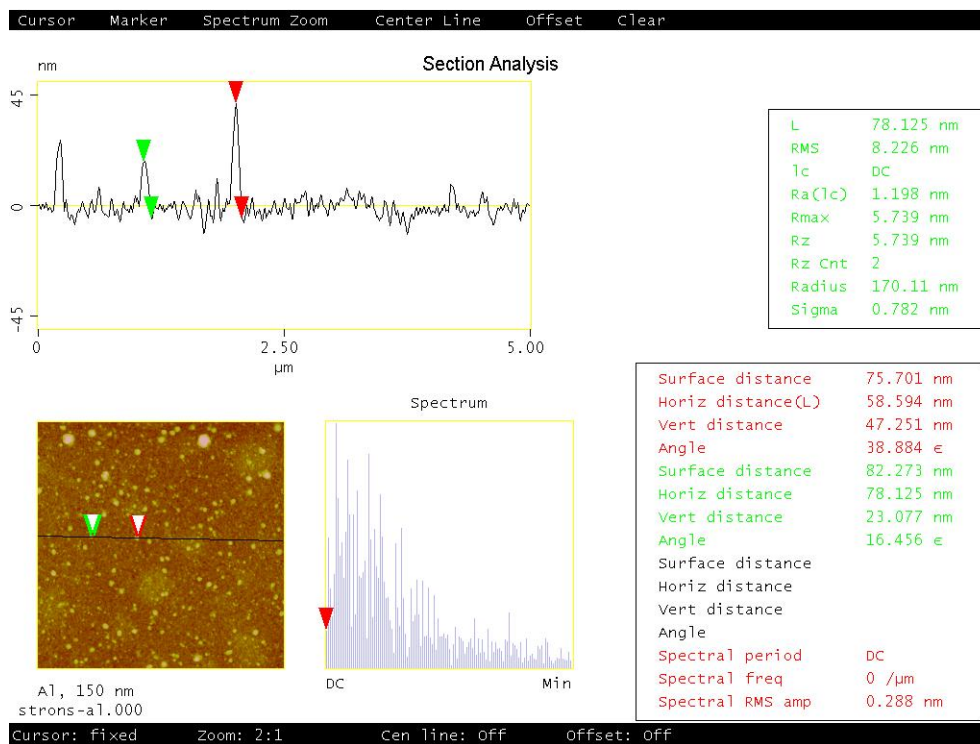 Cursor Marker Spectrum Zoom Center Line Offset Clear
Section Analysis
nm
45
0
-45
0 2.50 5.00
µm
L 78.125 nm
RMS 8.226 nm
lc DC
Ra(lc) 1.198 nm
Rmax 5.739 nm
Rz 5.739 nm
Rz Cnt 2
Radius 170.11 nm
Sigma 0.782 nm
Surface distance 75.701 nm
Horiz distance(L) 58.594 nm
Vert distance 47.251 nm
Angle 38.884 є
Surface distance 82.273 nm
Horiz distance 78.125 nm
Vert distance 23.077 nm
Angle 16.456 є
Surface distance
Horiz distance
Vert distance
Angle
Spectral period DC
Spectral freq 0 /µm
Spectral RMS amp 0.288 nm
Spectrum
DC Min
Al, 150 nm
strons-al.000
Cursor: fixed Zoom: 2:1 Cen line: Off Offset: Off